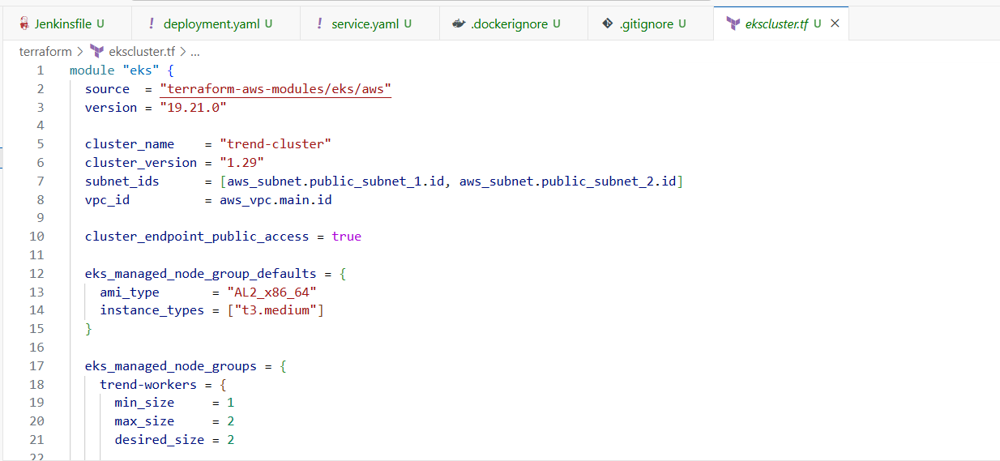 Jenkinsfile U ! deployment.yaml U ! service.yaml U .dockerignore U .gitignore U ekscluster.tf U
terraform > ekscluster.tf > ...
1 module "eks" {
2 source = "terraform-aws-modules/eks/aws"
3 version = "19.21.0"
4
5 cluster_name = "trend-cluster"
6 cluster_version = "1.29"
7 subnet_ids = [aws_subnet.public_subnet_1.id, aws_subnet.public_subnet_2.id]
8 vpc_id = aws_vpc.main.id
9
10 cluster_endpoint_public_access = true
11
12 eks_managed_node_group_defaults = {
13 ami_type = "AL2_x86_64"
14 instance_types = ["t3.medium"]
15 }
16
17 eks_managed_node_groups = {
18 trend-workers = {
19 min_size = 1
20 max_size = 2
21 desired_size = 2
22